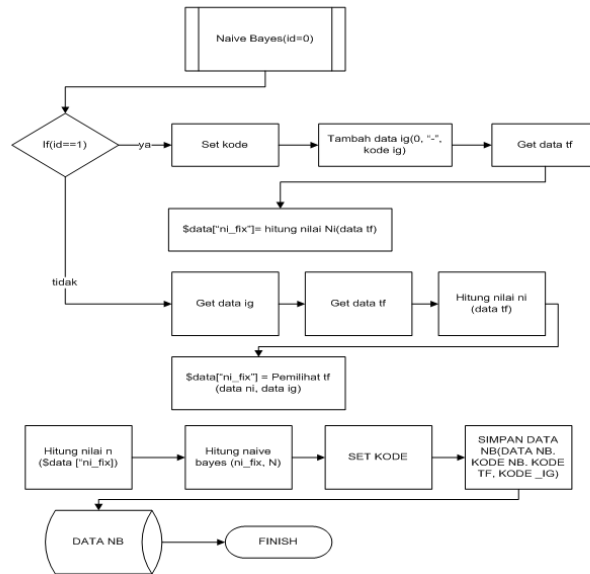 Naive Bayes(id=0)
If(id==1)
ya
Set kode
Tambah data ig(0, "-",
kode ig)
Get data tf
$data["ni_fix"]= hitung nilai Ni(data tf)
tidak
Get data ig
Get data tf
Hitung nilai ni
(data tf)
$data["ni_fix"] = Pemilihat tf
(data ni, data ig)
Hitung nilai n
($data ["ni_fix])
Hitung naive
bayes (ni_fix, N)
SET KODE
SIMPAN DATA
NB(DATA NB.
KODE NB. KODE
TF, KODE _IG)
DATA NB
FINISH